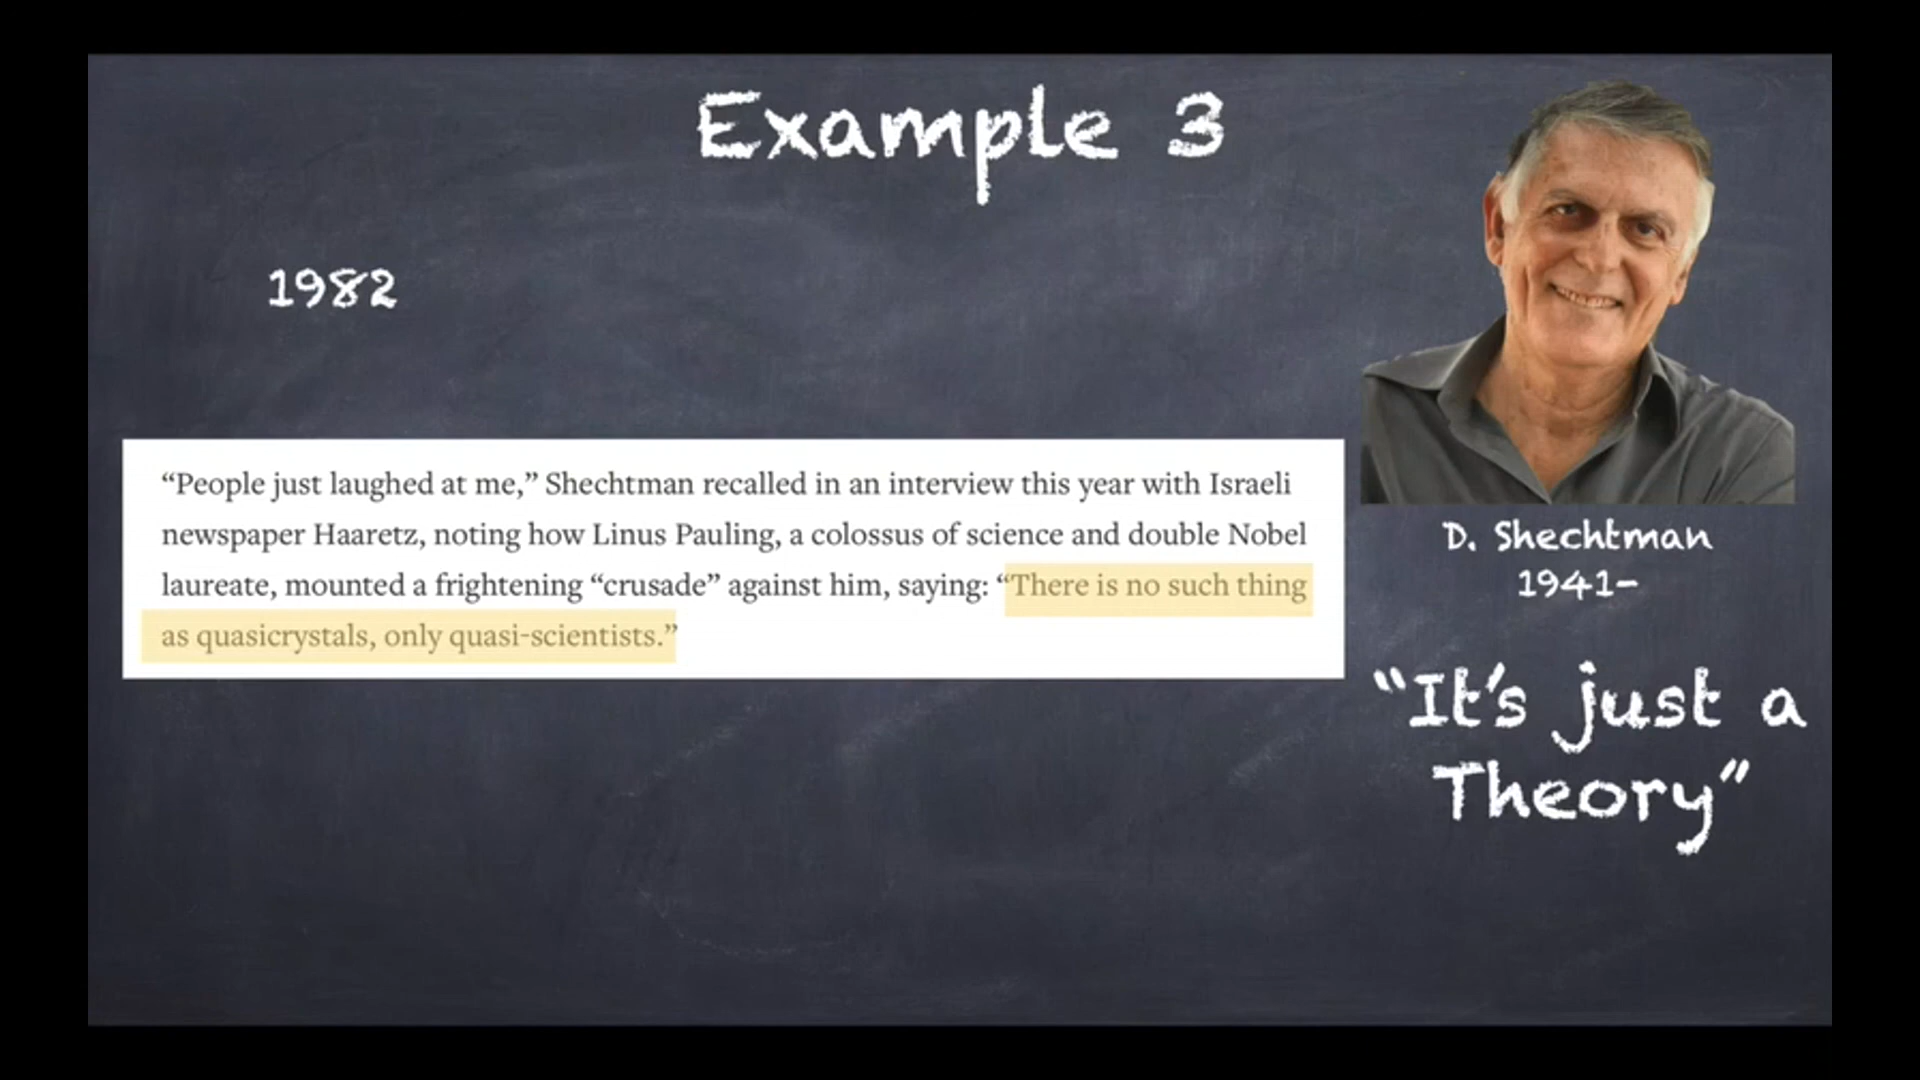 Example 3
1982
“People just laughed at me,” Shechtman recalled in an interview this year with Israeli
newspaper Haaretz, noting how Linus Pauling, a colossus of science and double Nobel
laureate, mounted a frightening “crusade” against him, saying: “There is no such thing
as quasicrystals, only quasi-scientists.”
D. Shechtman
1941-
“It’s just a
Theory”